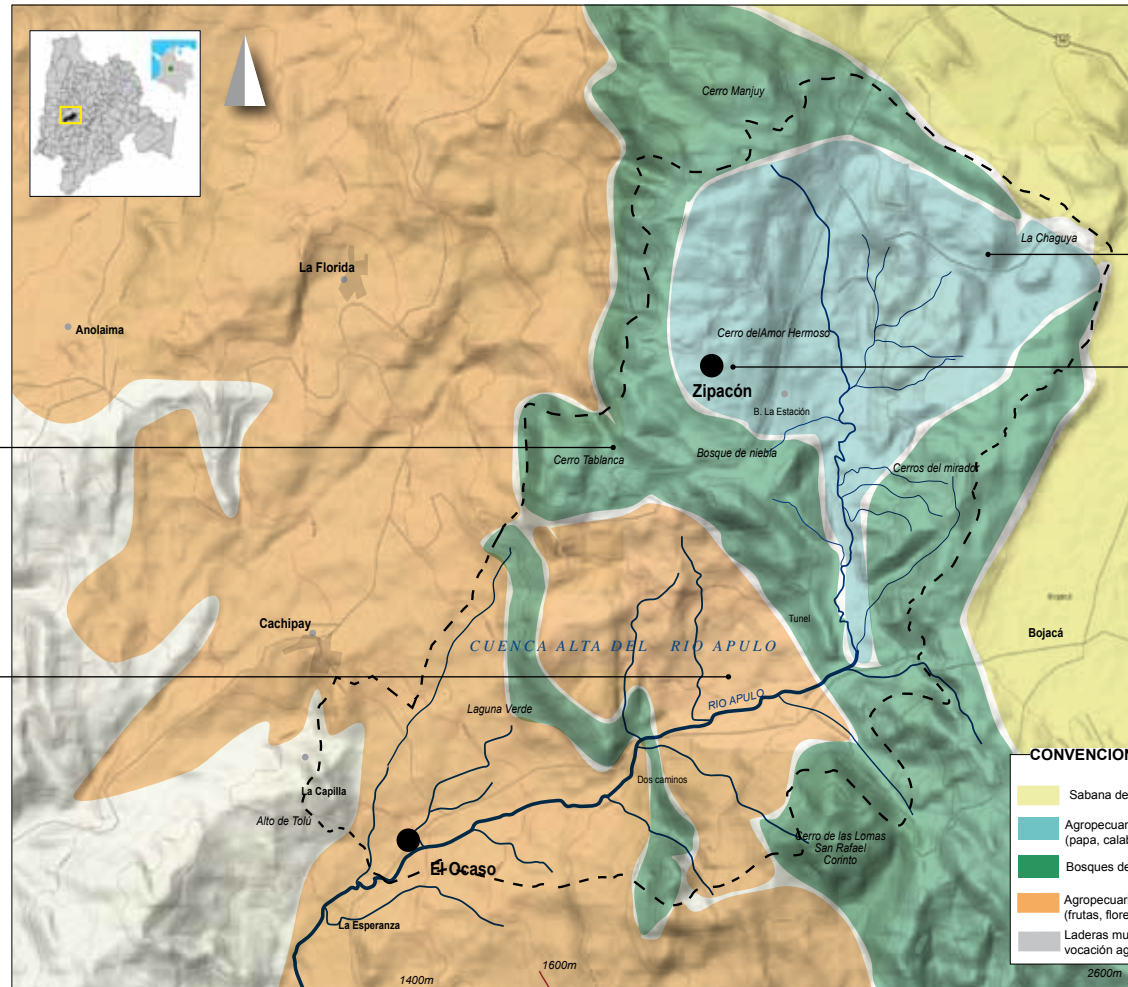 Cerro Manjuy
La Chaguya
La Florida
Anolaima
Cerro delAmor Hermoso
Zipacón
B. La Estación
Cerro Tablanca
Bosque de niebla
Cerros del mirador
Cachipay
Tunel
Bojacá
CUENCA ALTA DEL RIO APULO
RIO APULO
Laguna Verde
Dos caminos
La Capilla
Alto de Tolú
El Ocaso
Cerro de las Lomas
San Rafael
Corinto
La Esperanza
1400m
1600m
2600m
CONVENCION
Sabana de
Agropecuar
(papa, calab
Bosques de
Agropecuari
(frutas, flore
Laderas mu
vocación ag